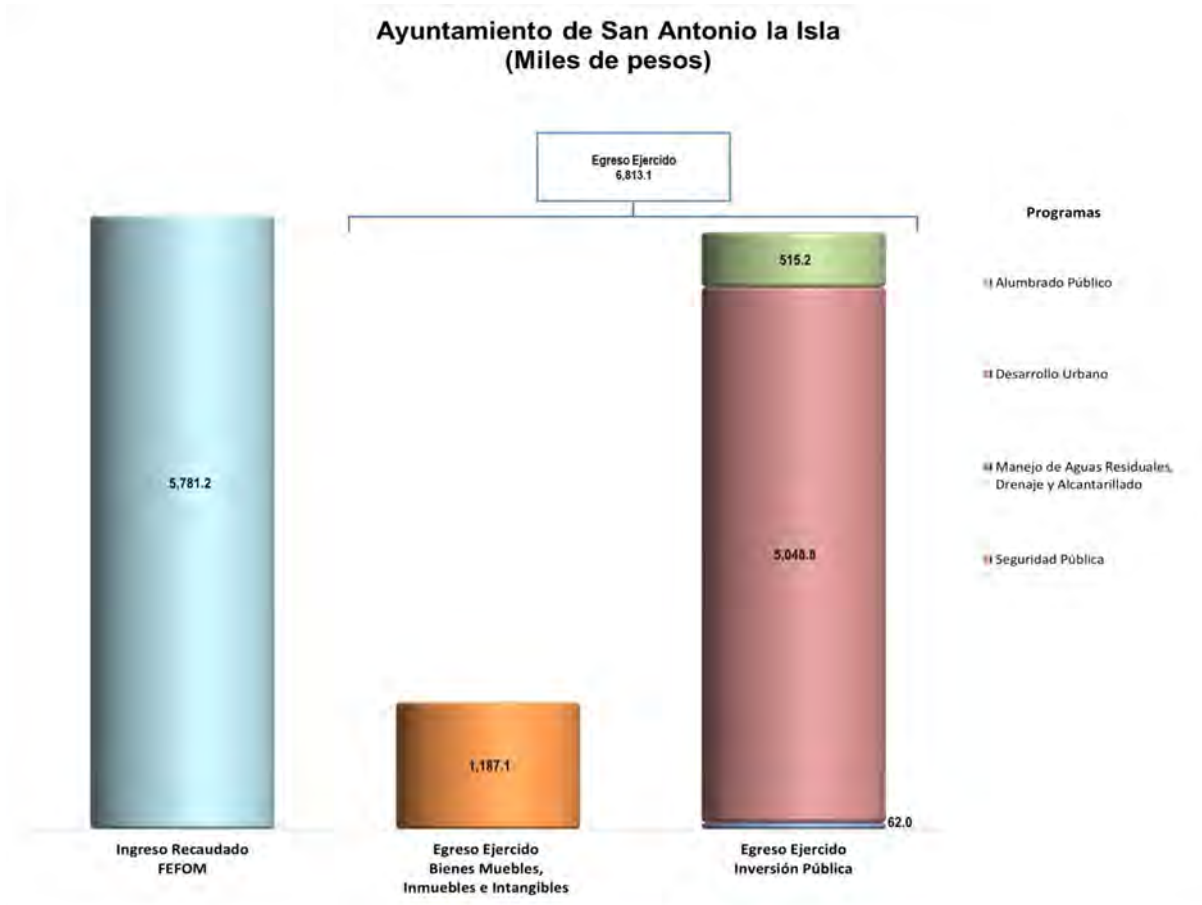 Ayuntamiento de San Antonio la Isla
(Miles de pesos)
Egreso Ejercido
6,813.1
Programas
515.2
Alumbrado Público
Desarrollo Urbano
Manejo de Aguas Residuales,
Drenaje y Alcantarillado
5,781.2
5,048.8
Seguridad Pública
1,187.1
62.0
Ingreso Recaudado
FEFOM
Egreso Ejercido
Bienes Muebles,
Inmuebles e Intangibles
Egreso Ejercido
Inversión Pública